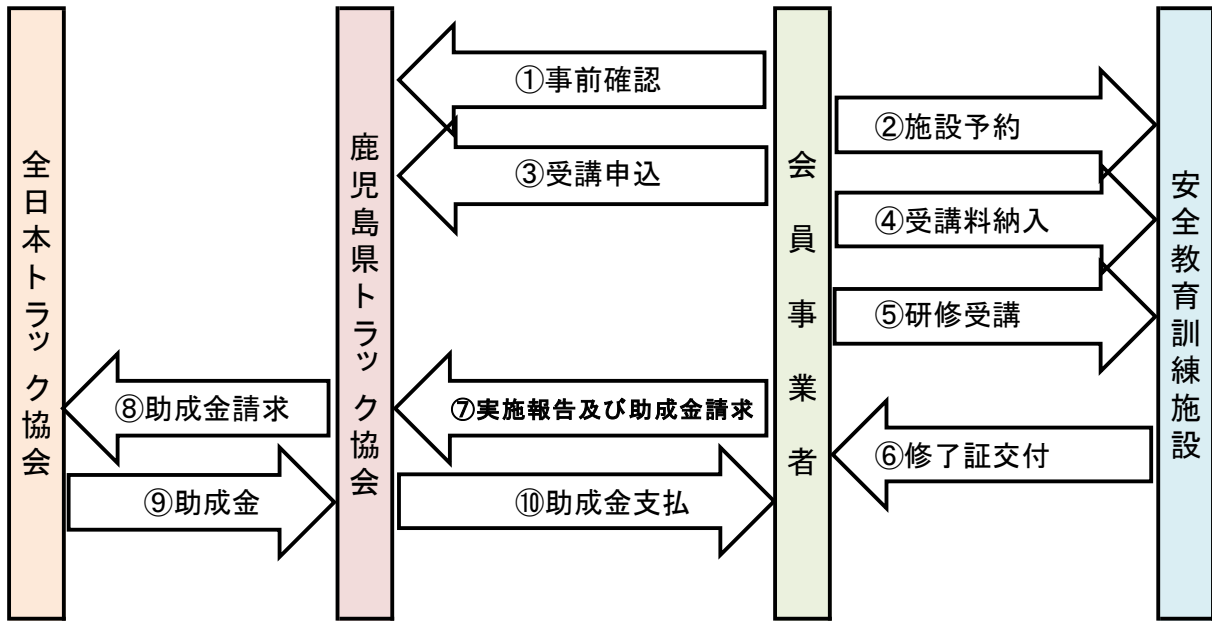 全日本トラック協会
鹿児島県トラック協会
会員事業者
安全教育訓練施設
①事前確認
②施設予約
③受講申込
④受講料納入
⑤研修受講
⑥修了証交付
⑦実施報告及び助成金請求
⑧助成金請求
⑨助成金
⑩助成金支払